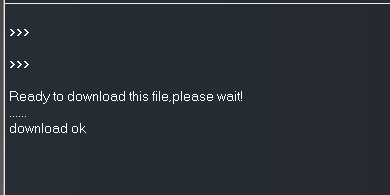 >>>
>>>
Ready to download this file,please wait!
......
download ok